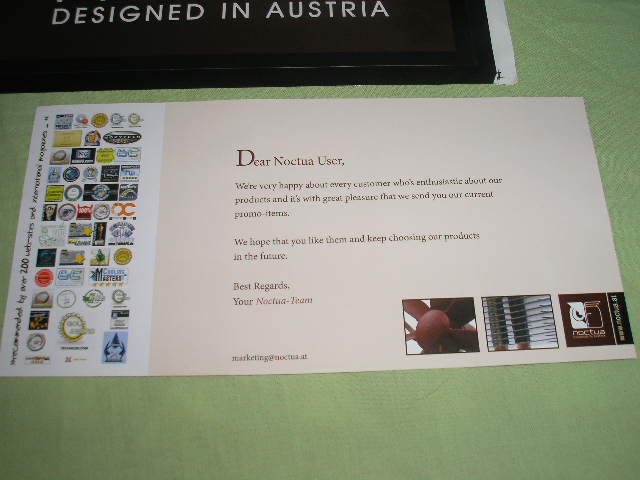 DESIGNED IN AUSTRIA
Dear Noctua User,
We're very happy about every customer who's enthusiastic about our
products and it's with great pleasure that we send you our current
promo-items.
We hope that you like them and keep choosing our products
in the future.
Best Regards,
Your Noctua-Team
marketing@noctua.at
noctua
www.noctua.at
recommended by over 200 web-sites and international magazines